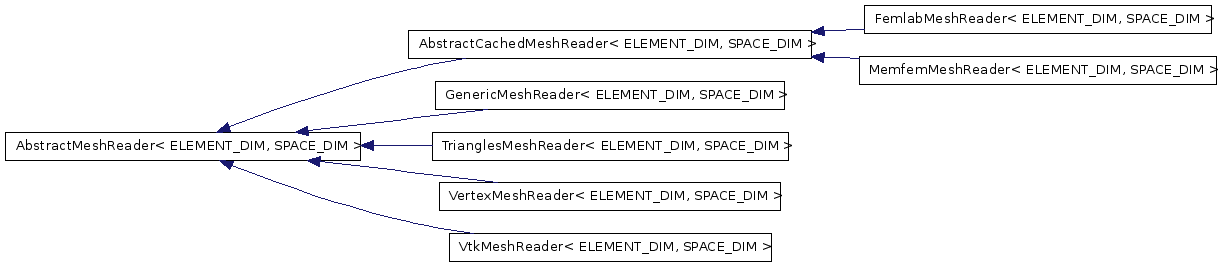 FemlabMeshReader< ELEMENT_DIM, SPACE_DIM >
AbstractCachedMeshReader< ELEMENT_DIM, SPACE_DIM >
MemfemMeshReader< ELEMENT_DIM, SPACE_DIM >
GenericMeshReader< ELEMENT_DIM, SPACE_DIM >
AbstractMeshReader< ELEMENT_DIM, SPACE_DIM >
TrianglesMeshReader< ELEMENT_DIM, SPACE_DIM >
VertexMeshReader< ELEMENT_DIM, SPACE_DIM >
VtkMeshReader< ELEMENT_DIM, SPACE_DIM >